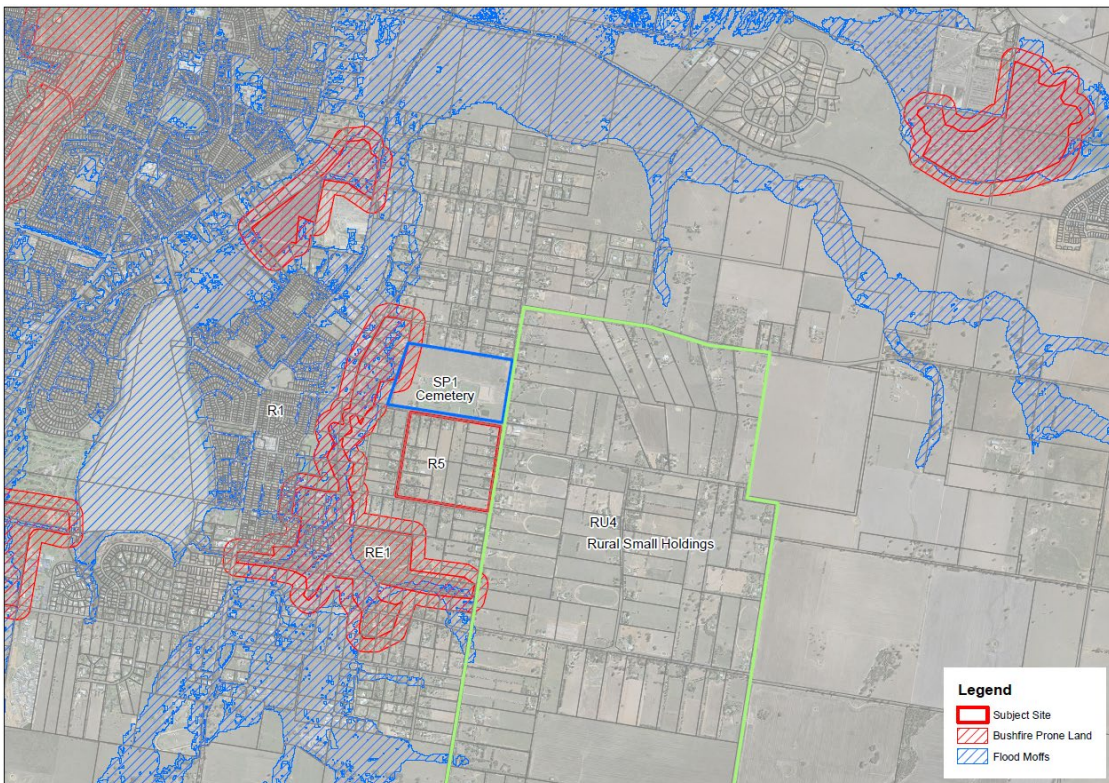 SP1
Cemetery
R1
R5
RU4
Rural Small Holdings
RE1
Legend
Subject Site
Bushfire Prone Land
Flood Moffs